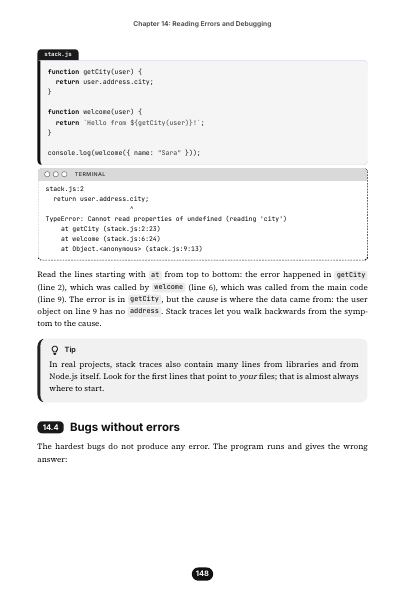 Chapter 14: Reading Errors and Debugging
stack.js
function getCity(user) {
  return user.address.city;
}
function welcome(user) {
  return `Hello from ${getCity(user)}!`;
}
console.log(welcome({ name: "Sara" }));
TERMINAL
stack.js:2
  return user.address.city;
                      ^
TypeError: Cannot read properties of undefined (reading 'city')
    at getCity (stack.js:2:23)
    at welcome (stack.js:6:24)
    at Object.<anonymous> (stack.js:9:13)
Read the lines starting with at from top to bottom: the error happened in getCity
(line 2), which was called by welcome (line 6), which was called from the main code
(line 9). The error is in getCity, but the cause is where the data came from: the user
object on line 9 has no address. Stack traces let you walk backwards from the symp-
tom to the cause.
Tip
In real projects, stack traces also contain many lines from libraries and from
Node.js itself. Look for the first lines that point to your files; that is almost always
where to start.
14.4 Bugs without errors
The hardest bugs do not produce any error. The program runs and gives the wrong
answer:
148